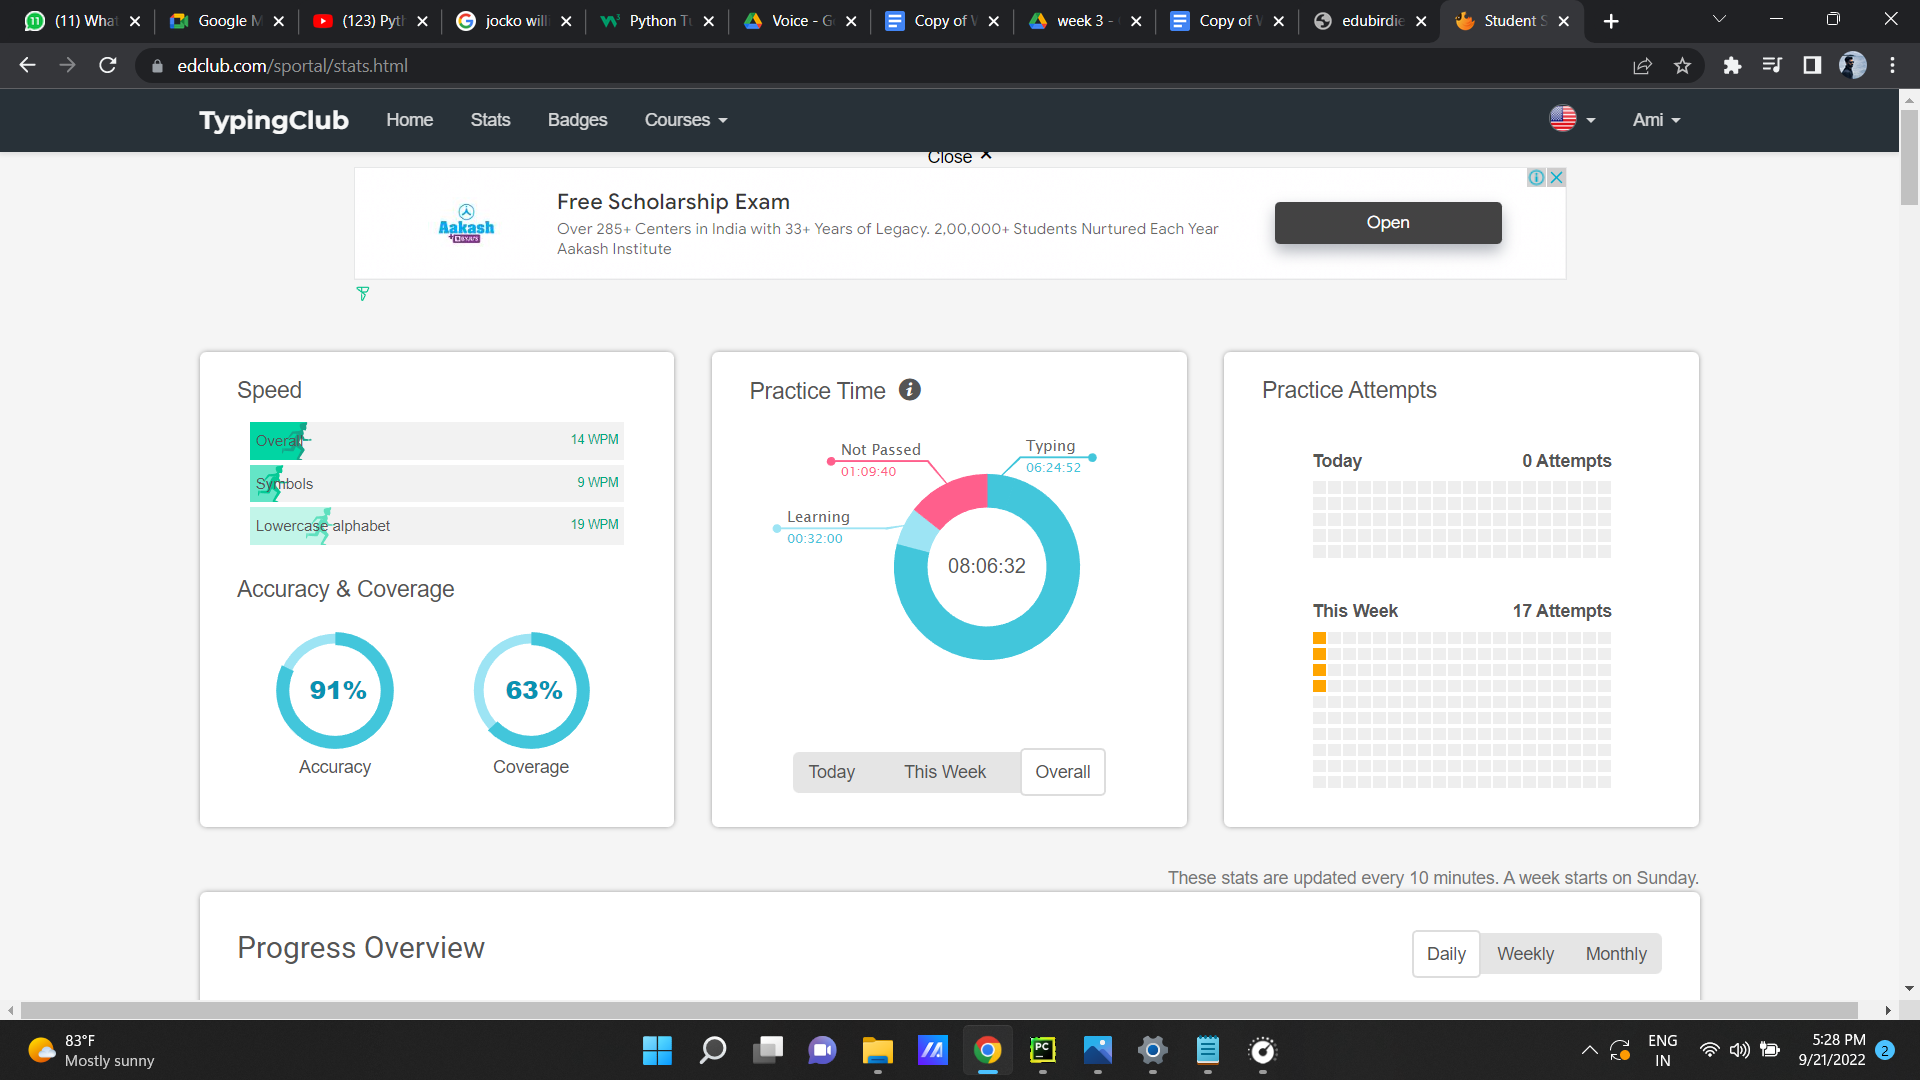 (11) What
Google M
(123) Pyth
jocko willi
Python Tu
Voice - G
Copy of W
week 3 -
Copy of W
edubirdie
Student S
edclub.com/sportal/stats.html
TypingClub
Home
Stats
Badges
Courses
Ami
Close ×
Free Scholarship Exam
Over 285+ Centers in India with 33+ Years of Legacy. 2,00,000+ Students Nurtured Each Year
Aakash Institute
Aakash
BYJU'S
Open
Speed
Overall
14 WPM
Symbols
9 WPM
Lowercase alphabet
19 WPM
Accuracy & Coverage
91%
63%
Accuracy
Coverage
Practice Time
Not Passed
01:09:40
Typing
06:24:52
Learning
00:32:00
08:06:32
Today
This Week
Overall
Practice Attempts
Today
0 Attempts
This Week
17 Attempts
These stats are updated every 10 minutes. A week starts on Sunday.
Progress Overview
Daily
Weekly
Monthly
83°F
Mostly sunny
PC
ENG
IN
5:28 PM
9/21/2022
2